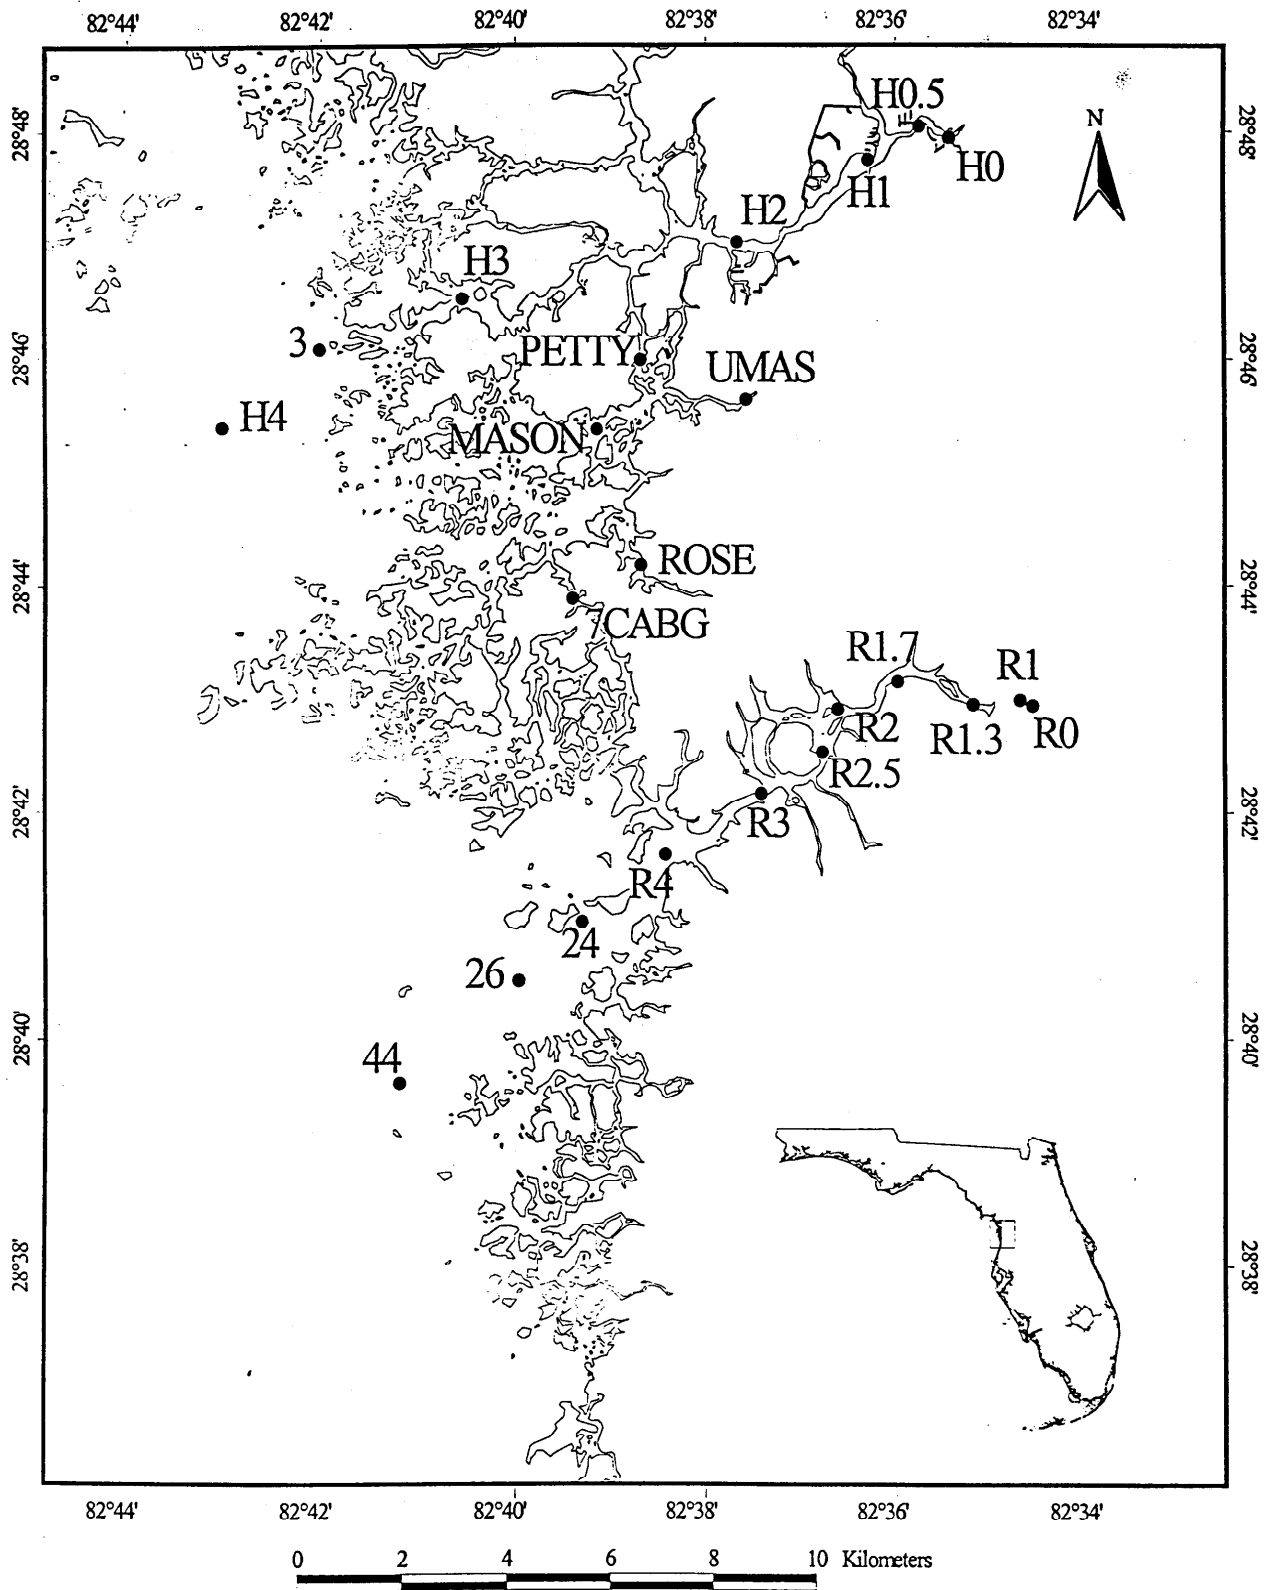 82°44' 82°42' 82°40' 82°38' 82°36' 82°34'
H0.5
N
28°48'
28°48'
H0
H1
H2
H3
3
PETTY
28°46'
28°46'
UMAS
H4
MASON
ROSE
28°44'
28°44'
7CABG
R1.7
R1
R2
R1.3
R0
R2.5
28°42'
28°42'
R3
R4
24
26
28°40'
28°40'
44
28°38'
28°38'
82°44' 82°42' 82°40' 82°38' 82°36' 82°34'
0 2 4 6 8 10 Kilometers